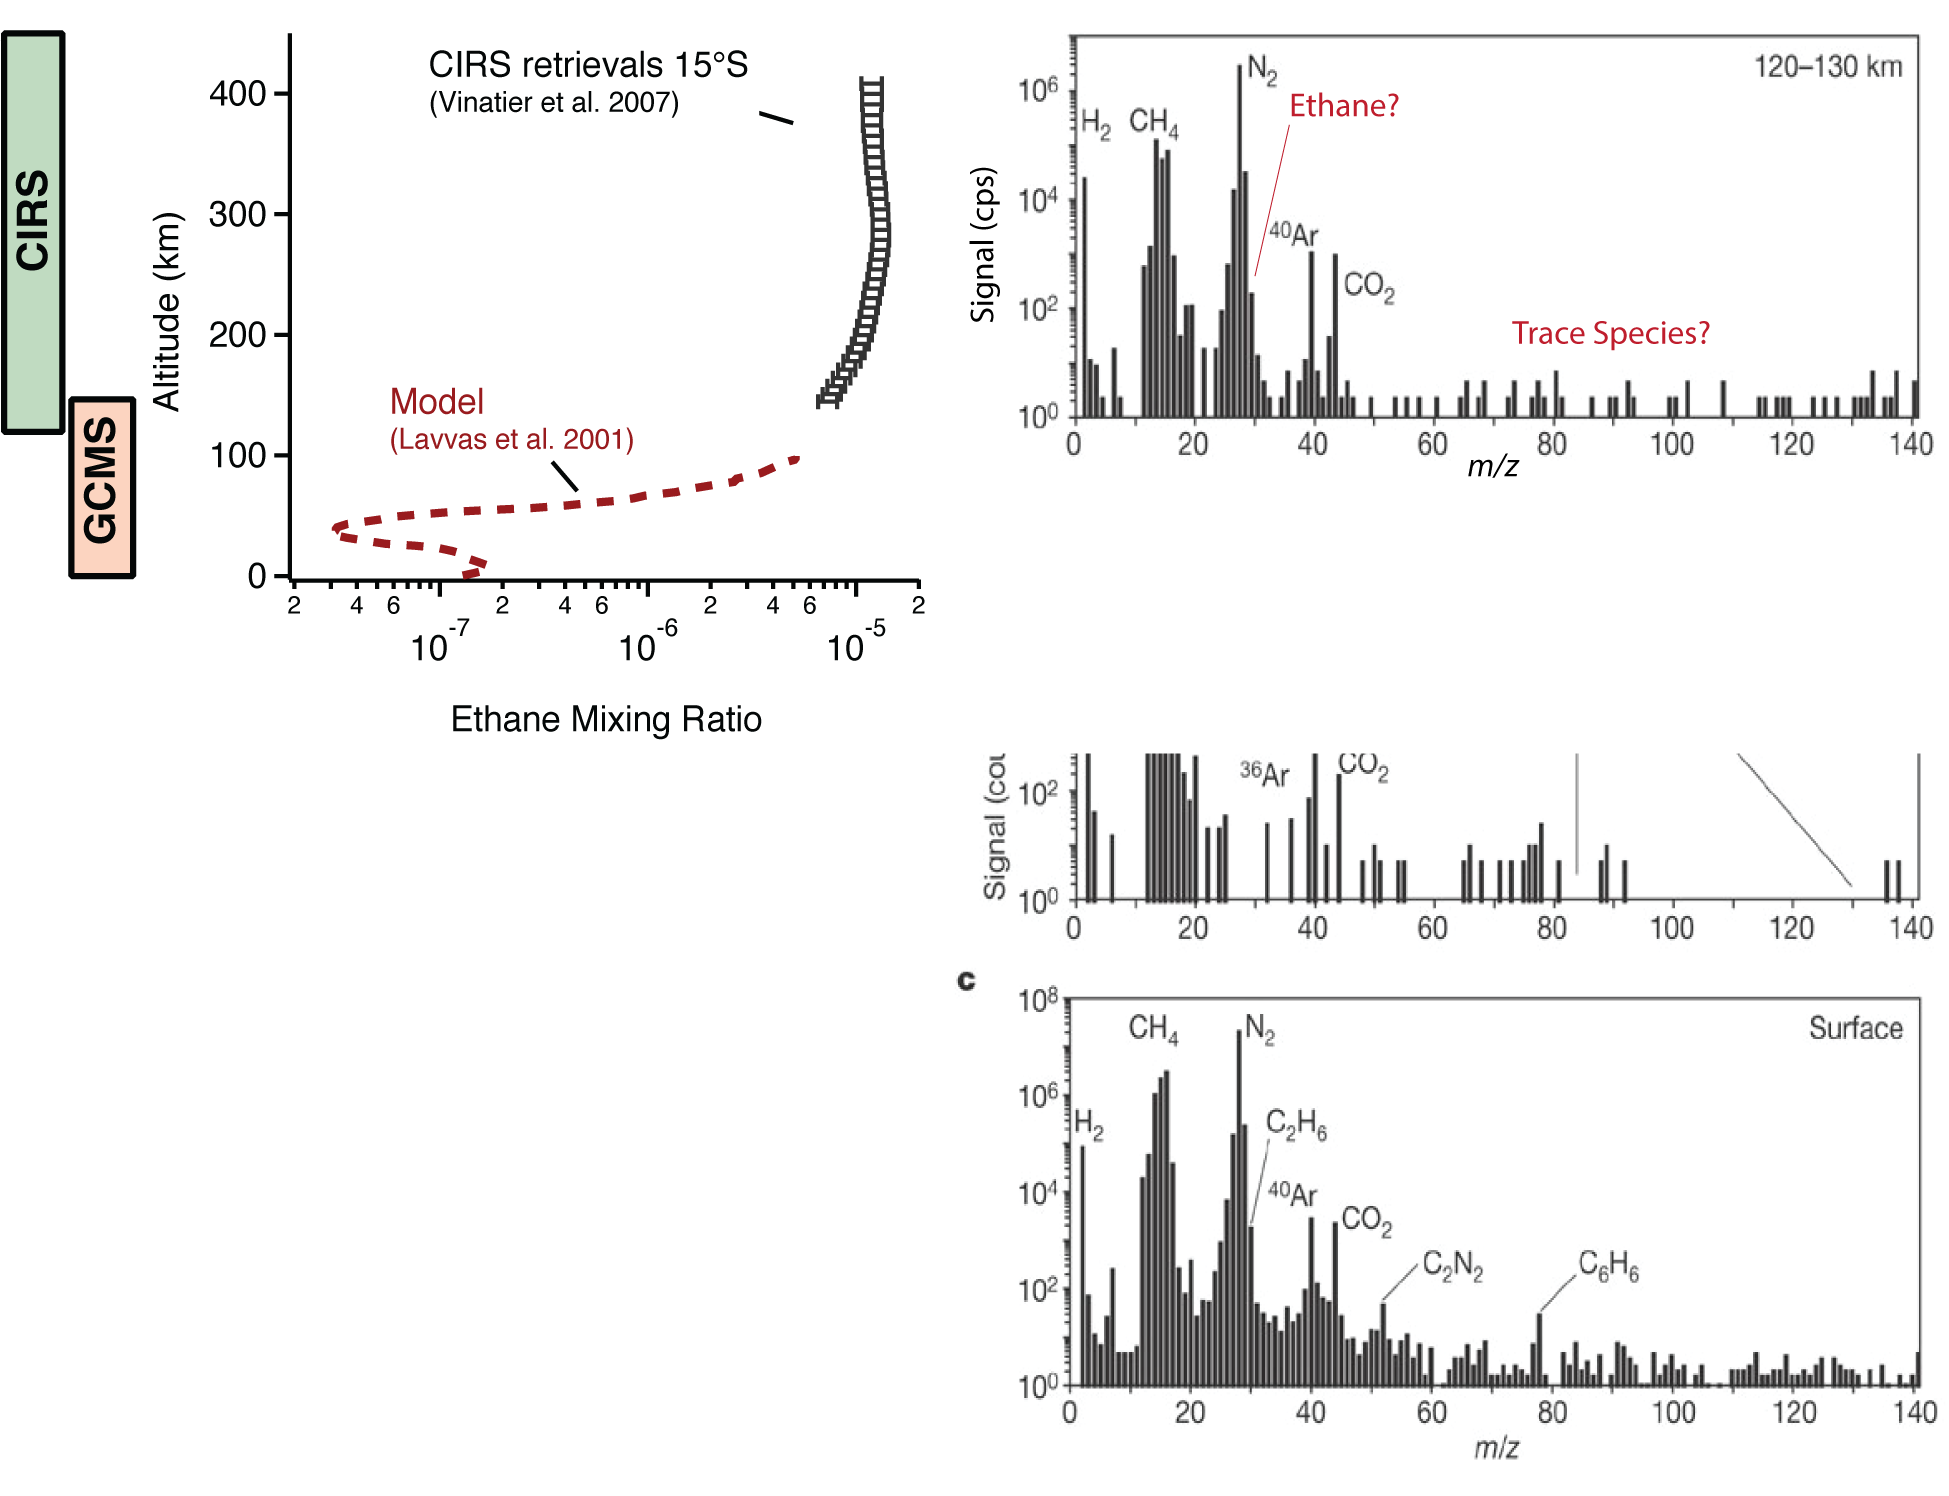 CIRS
GCMS
CIRS retrievals 15°S
(Vinatier et al. 2007)
Model
(Lavvas et al. 2001)
Altitude (km)
400
300
200
100
0
2 4 6 2 4 6 2 4 6 2
10-7 10-6 10-5
Ethane Mixing Ratio
120–130 km
N2
Ethane?
H2 CH4
40Ar
CO2
Trace Species?
Signal (cps)
106
104
102
100
0 20 40 60 80 100 120 140
m/z
36Ar CO2
Signal (cou
102
100
0 20 40 60 80 100 120 140
c
Surface
CH4 N2
H2 C2H6
40Ar
CO2
C2N2 C6H6
108
106
104
102
100
0 20 40 60 80 100 120 140
m/z